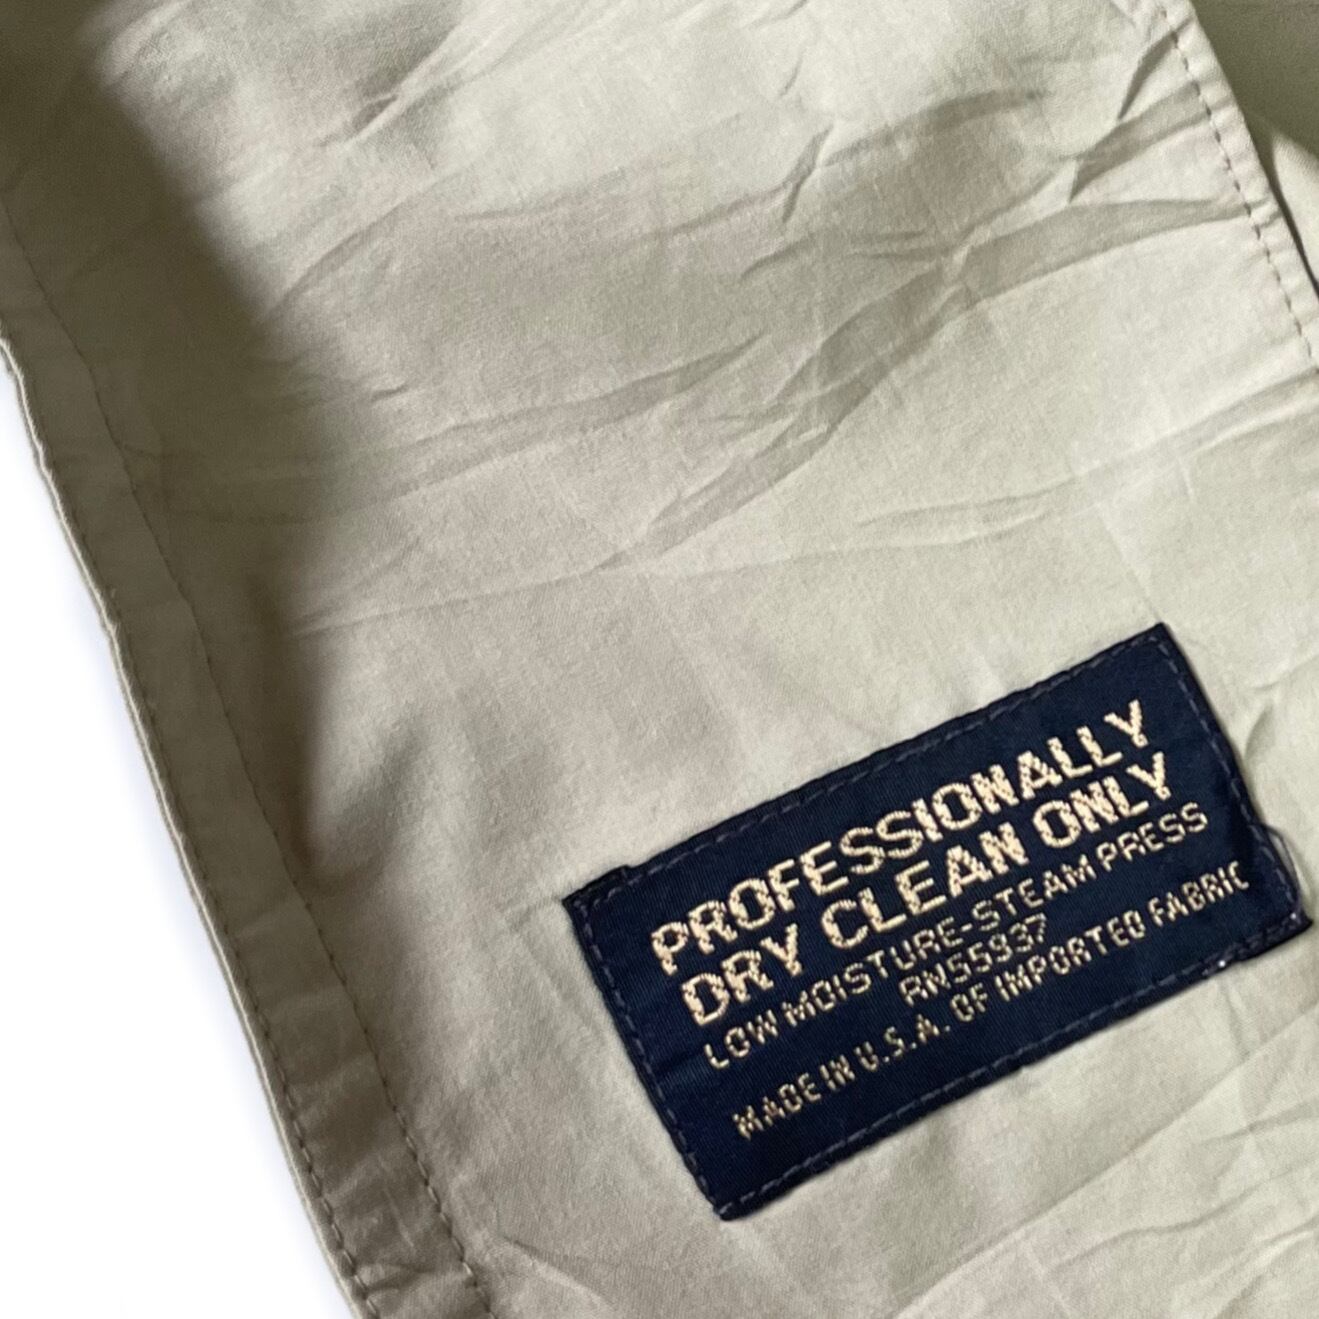 PROFESSIONALLY
DRY CLEAN ONLY
LOW MOISTURE-STEAM PRESS
RN55937
MADE IN U.S.A. OF IMPORTED FABRIC